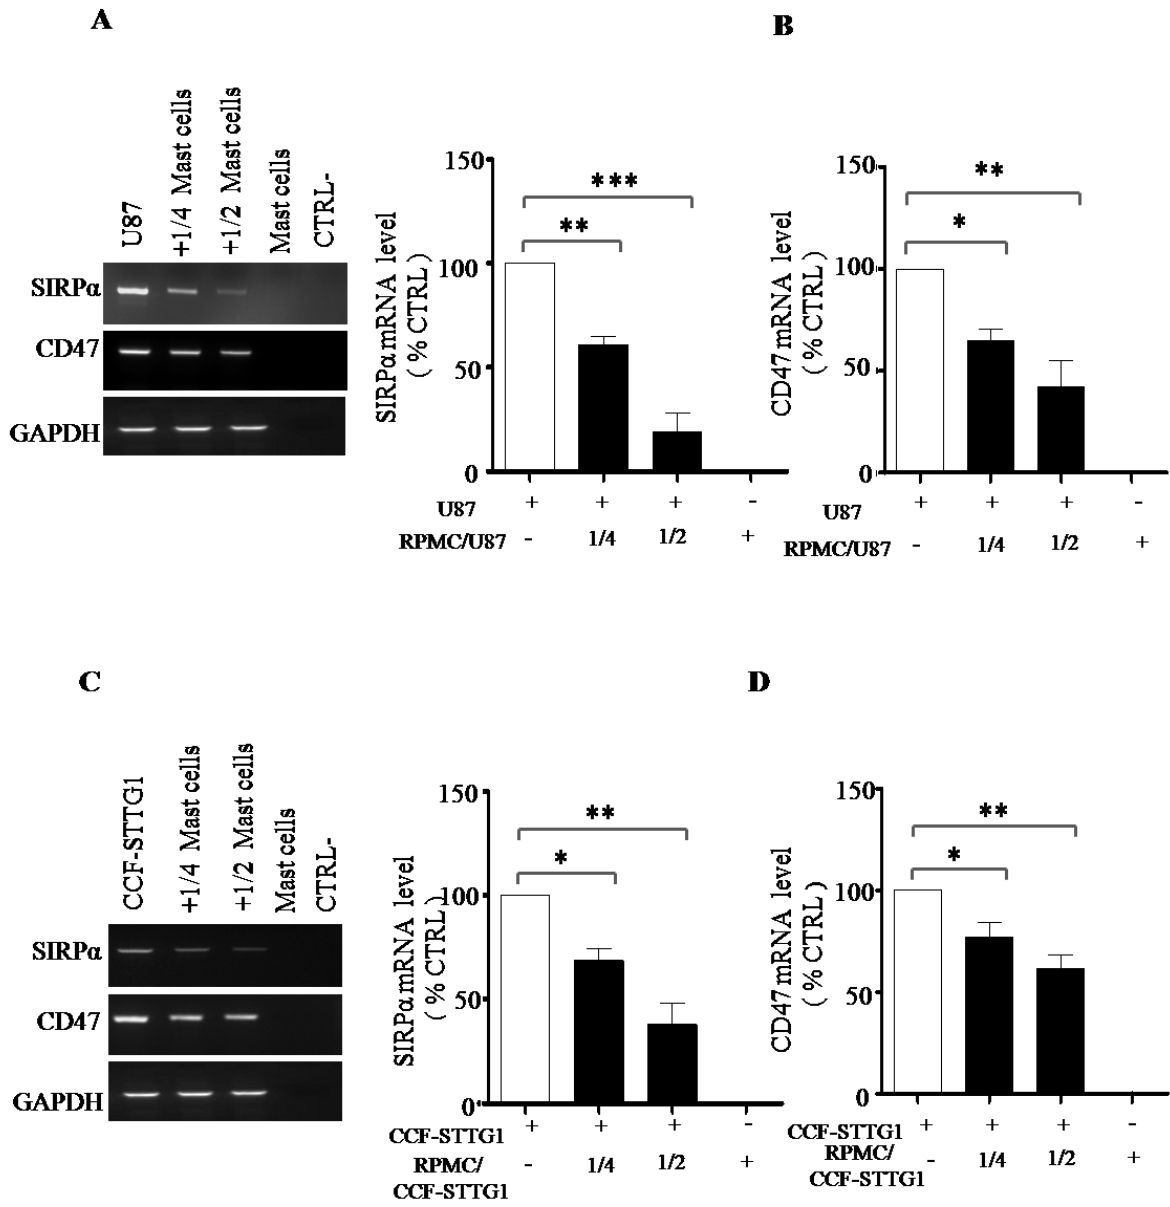 A
U87
+1/4 Mast cells
+1/2 Mast cells
Mast cells
CTRL-
SIRPα
CD47
GAPDH
SIRPα mRNA level
( % CTRL)
150
100
50
0
***
**
U87 + + + -
RPMC/U87 - 1/4 1/2 +
B
CD47 mRNA level
( % CTRL)
150
100
50
0
**
*
U87 + + + -
RPMC/U87 - 1/4 1/2 +
C
CCF-STTG1
+1/4 Mast cells
+1/2 Mast cells
Mast cells
CTRL-
SIRPα
CD47
GAPDH
SIRPα mRNA level
( % CTRL)
150
100
50
0
**
*
CCF-STTG1 + + + -
RPMC/ - 1/4 1/2 +
CCF-STTG1
D
CD47 mRNA level
( % CTRL)
150
100
50
0
**
*
CCF-STTG1 + + + -
RPMC/ - 1/4 1/2 +
CCF-STTG1